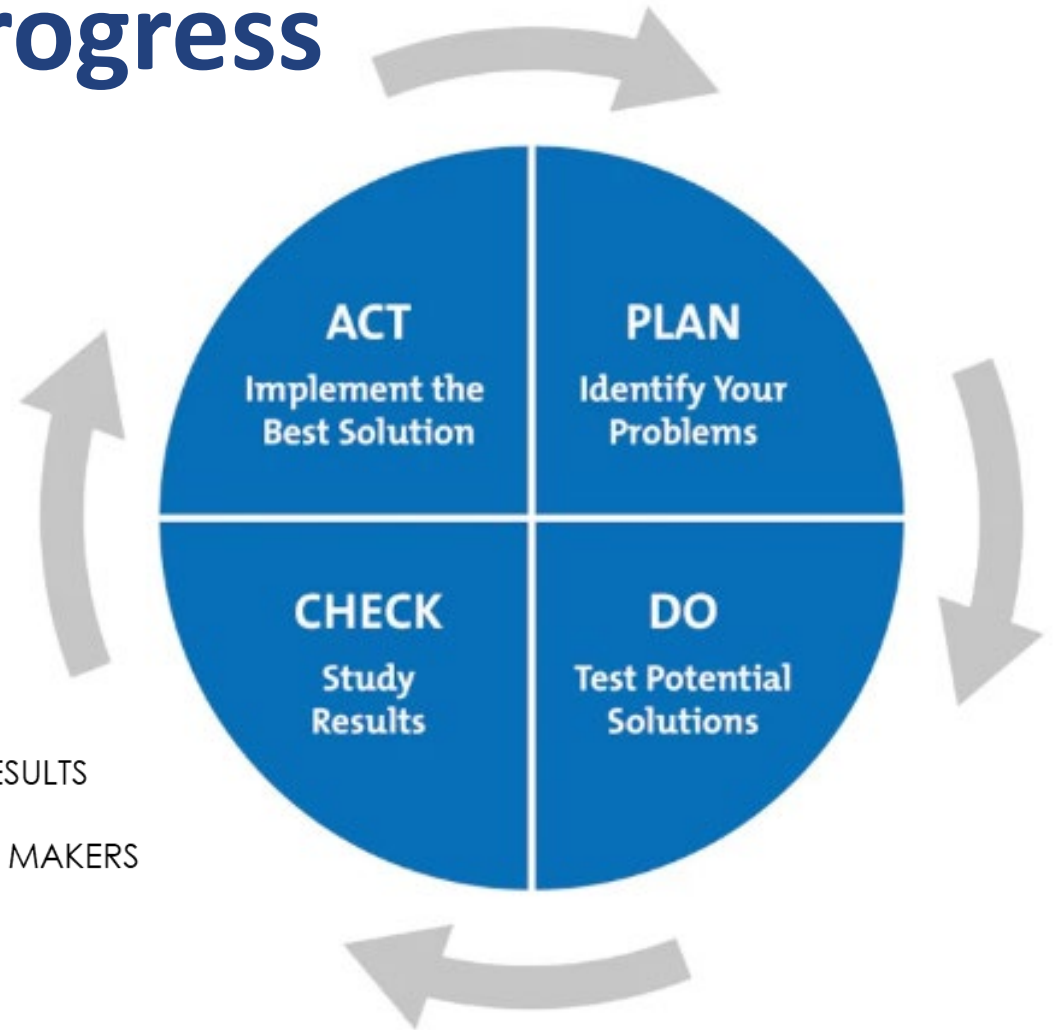 rogress
ACT
Implement the
Best Solution
PLAN
Identify Your
Problems
CHECK
Study
Results
DO
Test Potential
Solutions
ESULTS
MAKERS